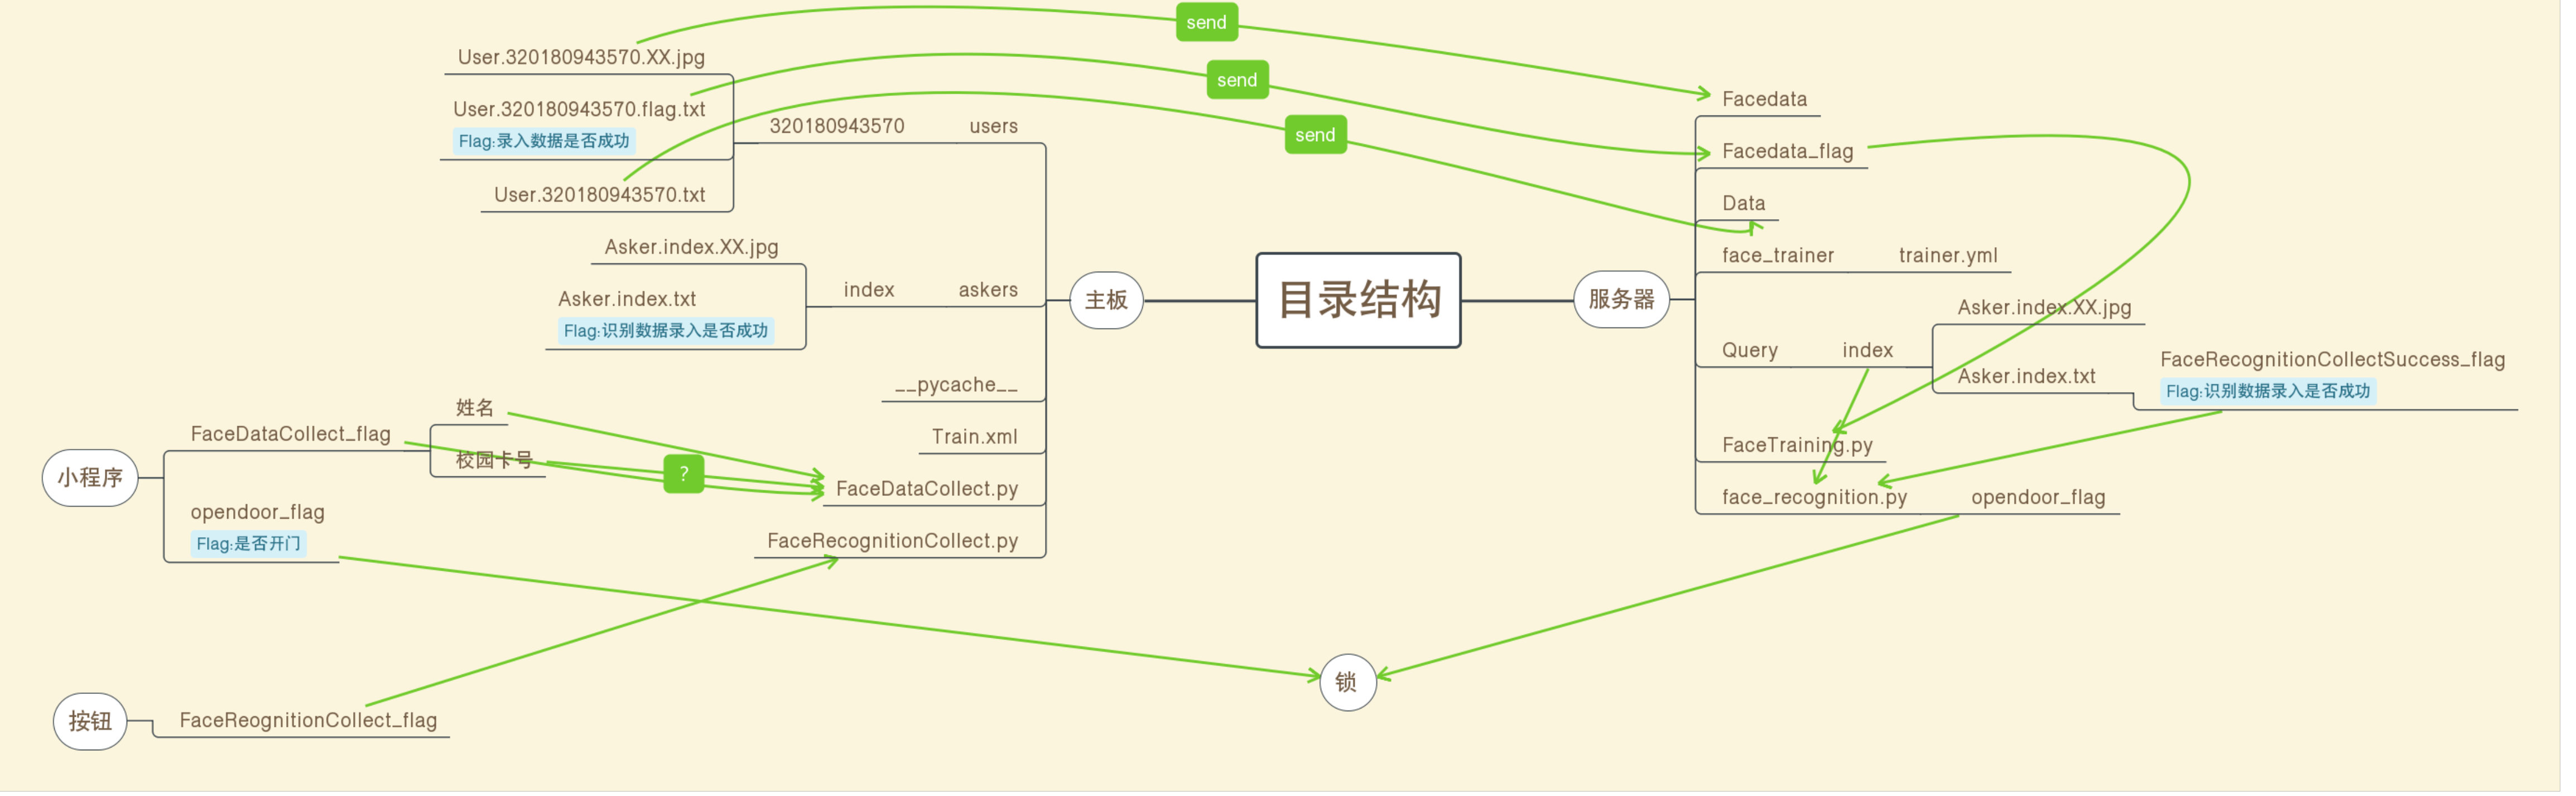 send
User.320180943570.XX.jpg
send
Facedata
User.320180943570.flag.txt
Flag:录入数据是否成功
320180943570
users
send
Facedata_flag
User.320180943570.txt
Data
Asker.index.XX.jpg
face_trainer
trainer.yml
Asker.index.txt
Flag:识别数据录入是否成功
index
askers
主板
目录结构
服务器
Asker.index.XX.jpg
Query
index
FaceRecognitionCollectSuccess_flag
Flag:识别数据录入是否成功
Asker.index.txt
__pycache__
姓名
FaceDataCollect_flag
Train.xml
FaceTraining.py
校园卡号
?
小程序
FaceDataCollect.py
face_recognition.py
opendoor_flag
opendoor_flag
Flag:是否开门
FaceRecognitionCollect.py
锁
按钮
FaceReognitionCollect_flag